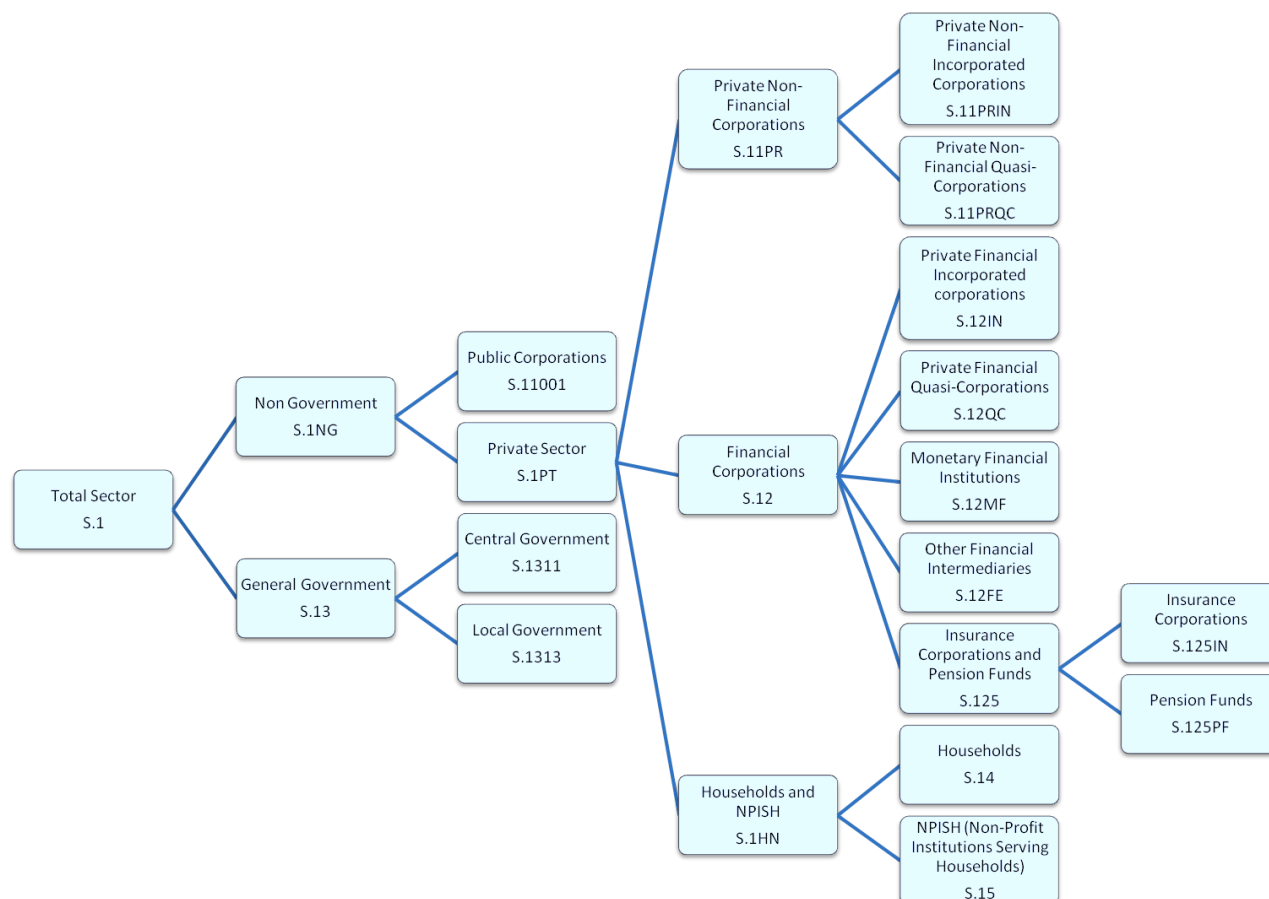 Total Sector
S.1
Non Government
S.1NG
General Government
S.13
Public Corporations
S.11001
Private Sector
S.1PT
Central Government
S.1311
Local Government
S.1313
Private Non-
Financial
Corporations
S.11PR
Financial
Corporations
S.12
Households and
NPISH
S.1HN
Private Non-
Financial
Incorporated
Corporations
S.11PRIN
Private Non-
Financial Quasi-
Corporations
S.11PRQC
Private Financial
Incorporated
corporations
S.12IN
Private Financial
Quasi-Corporations
S.12QC
Monetary Financial
Institutions
S.12MF
Other Financial
Intermediaries
S.12FE
Insurance
Corporations and
Pension Funds
S.125
Households
S.14
NPISH (Non-Profit
Institutions Serving
Households)
S.15
Insurance
Corporations
S.125IN
Pension Funds
S.125PF